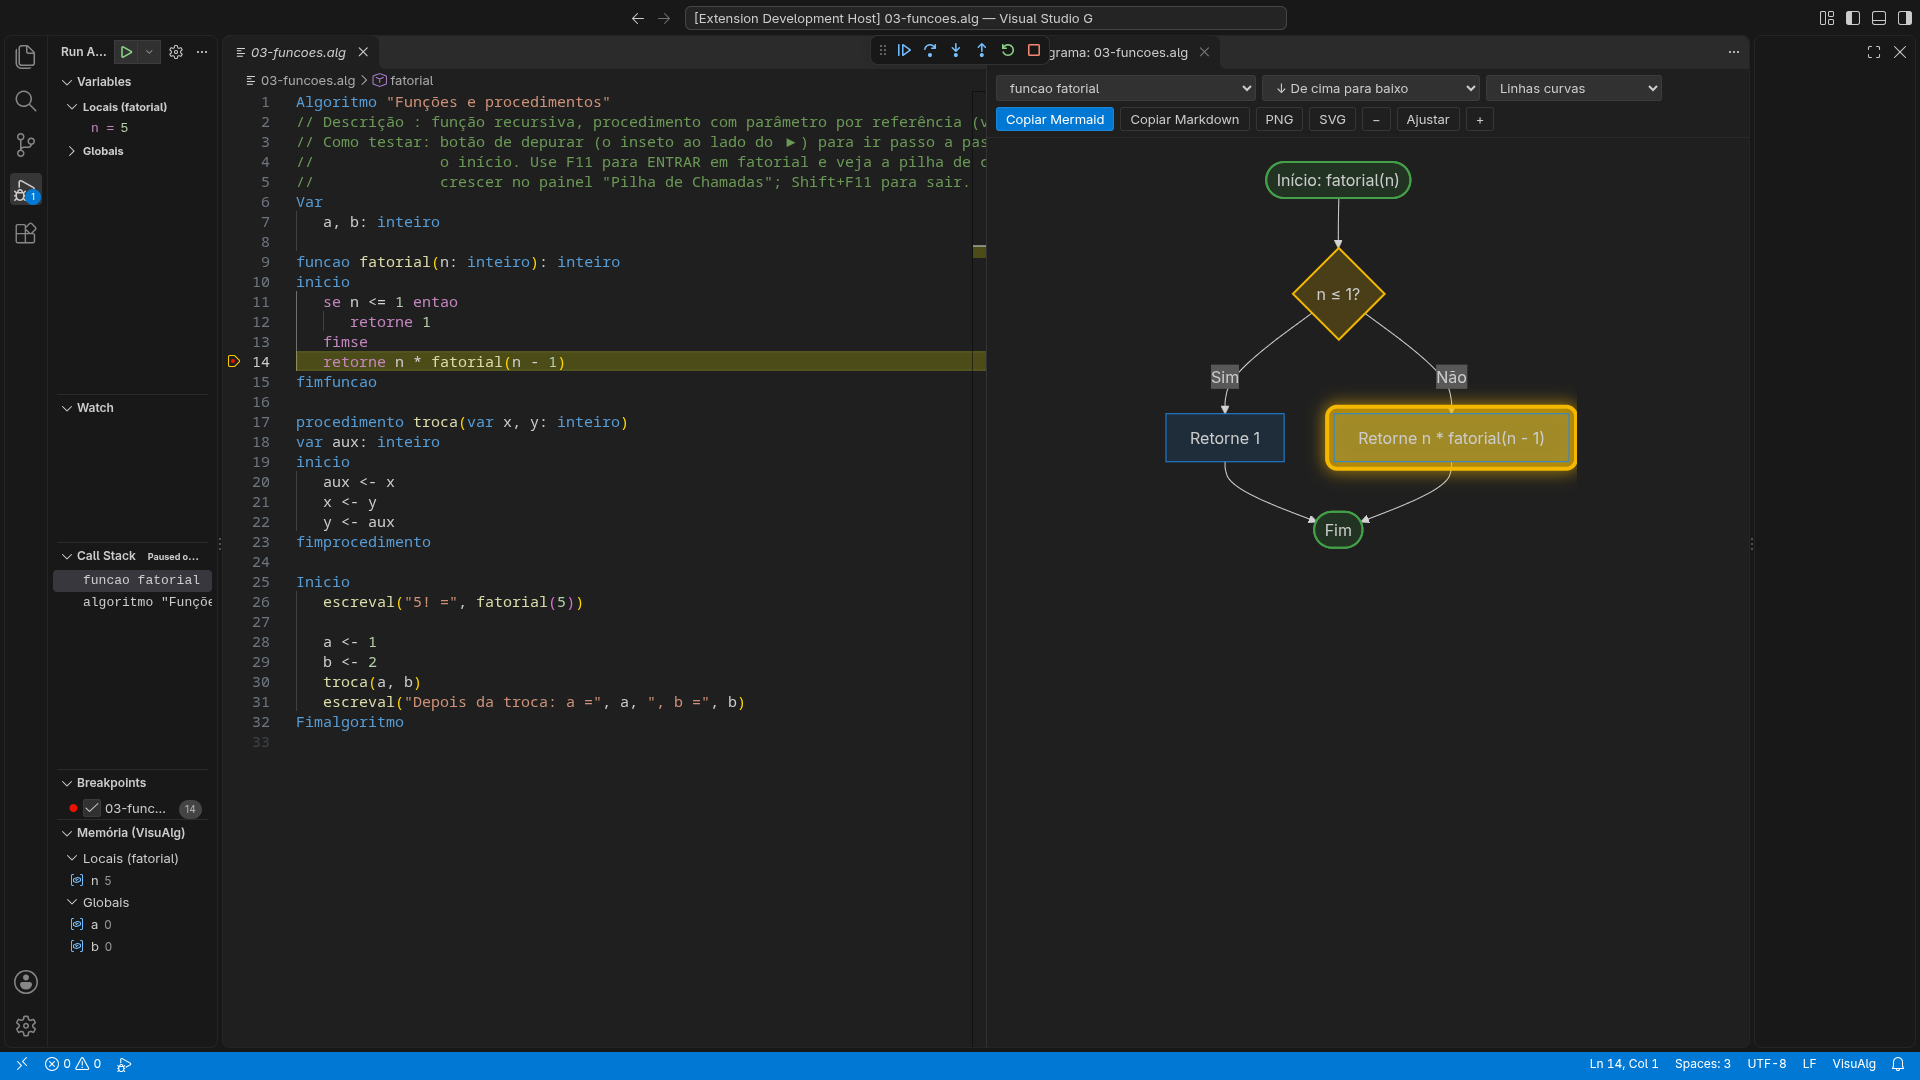 [Extension Development Host] 03-funcoes.alg — Visual Studio G
Run A...
Variables
Locais (fatorial)
n = 5
Globais
Watch
Call Stack Paused o...
funcao fatorial
algoritmo "Funçõe
Breakpoints
03-func... 14
Memória (VisuAlg)
Locais (fatorial)
n 5
Globais
a 0
b 0
1
03-funcoes.alg
03-funcoes.alg > fatorial
1 Algoritmo "Funções e procedimentos"
2 // Descrição : função recursiva, procedimento com parâmetro por referência (v
3 // Como testar: botão de depurar (o inseto ao lado do ►) para ir passo a pas
4 // o início. Use F11 para ENTRAR em fatorial e veja a pilha de c
5 // crescer no painel "Pilha de Chamadas"; Shift+F11 para sair.
6 Var
7 a, b: inteiro
8
9 funcao fatorial(n: inteiro): inteiro
10 inicio
11 se n <= 1 entao
12 retorne 1
13 fimse
14 retorne n * fatorial(n - 1)
15 fimfuncao
16
17 procedimento troca(var x, y: inteiro)
18 var aux: inteiro
19 inicio
20 aux <- x
21 x <- y
22 y <- aux
23 fimprocedimento
24
25 Inicio
26 escreval("5! =", fatorial(5))
27
28 a <- 1
29 b <- 2
30 troca(a, b)
31 escreval("Depois da troca: a =", a, ", b =", b)
32 Fimalgoritmo
33
grama: 03-funcoes.alg
funcao fatorial
↓ De cima para baixo
Linhas curvas
Copiar Mermaid
Copiar Markdown
PNG
SVG
−
Ajustar
+
Início: fatorial(n)
n ≤ 1?
Sim
Não
Retorne 1
Retorne n * fatorial(n - 1)
Fim
0 0
Ln 14, Col 1
Spaces: 3
UTF-8
LF
VisuAlg